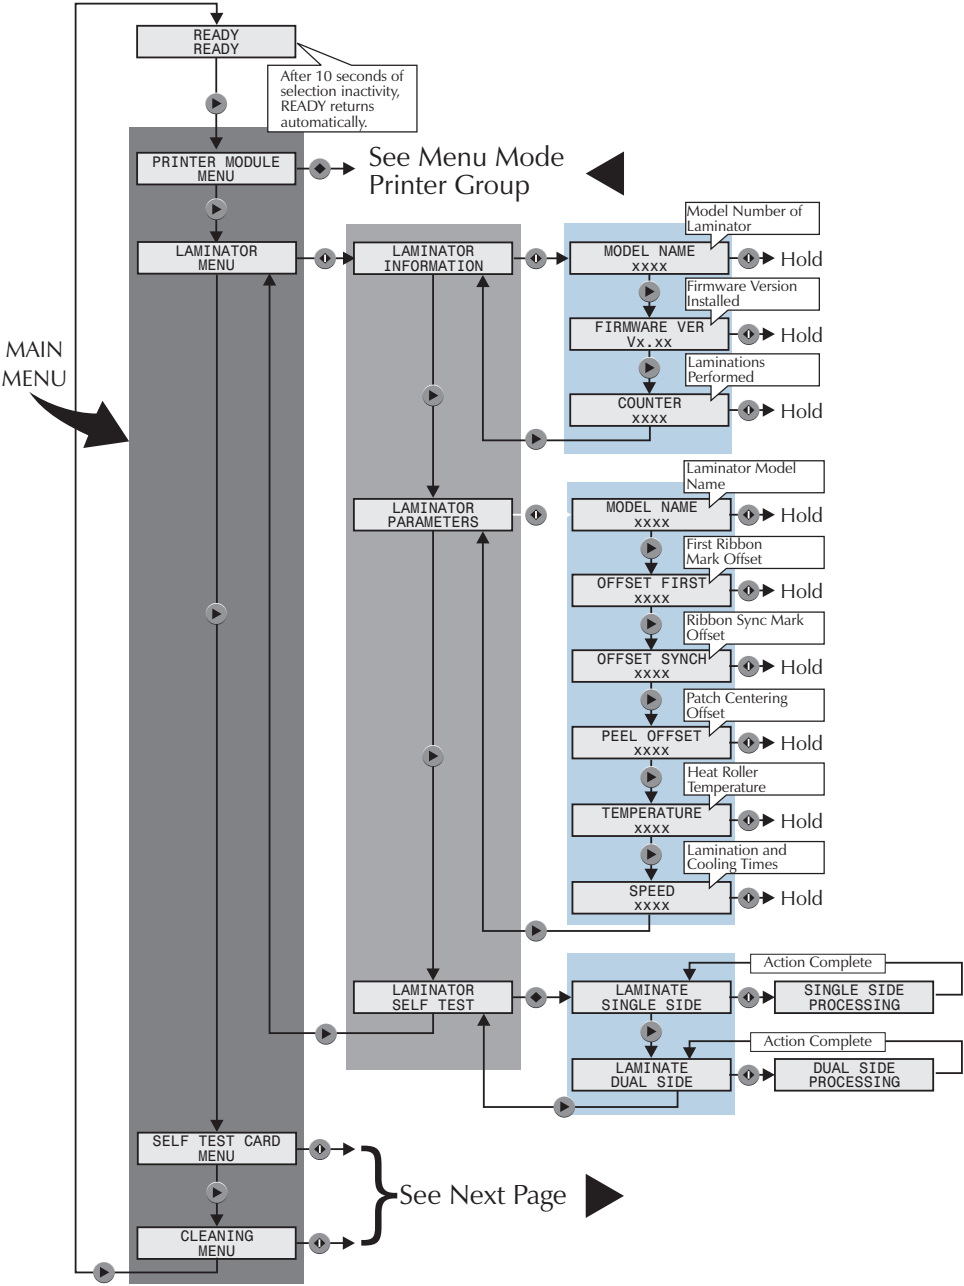 READY
READY
After 10 seconds of
selection inactivity,
READY returns
automatically.
PRINTER MODULE
MENU
See Menu Mode
Printer Group
LAMINATOR
MENU
LAMINATOR
INFORMATION
Model Number of
Laminator
MODEL NAME
xxxx
Hold
Firmware Version
Installed
FIRMWARE VER
Vx.xx
Hold
Laminations
Performed
COUNTER
xxxx
Hold
MAIN
MENU
LAMINATOR
PARAMETERS
Laminator Model
Name
MODEL NAME
xxxx
Hold
First Ribbon
Mark Offset
OFFSET FIRST
xxxx
Hold
Ribbon Sync Mark
Offset
OFFSET SYNCH
xxxx
Hold
Patch Centering
Offset
PEEL OFFSET
xxxx
Hold
Heat Roller
Temperature
TEMPERATURE
xxxx
Hold
Lamination and
Cooling Times
SPEED
xxxx
Hold
LAMINATOR
SELF TEST
Action Complete
LAMINATE
SINGLE SIDE
SINGLE SIDE
PROCESSING
Action Complete
LAMINATE
DUAL SIDE
DUAL SIDE
PROCESSING
SELF TEST CARD
MENU
See Next Page
CLEANING
MENU